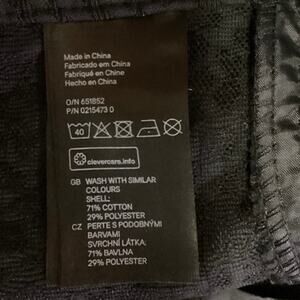 Made in China
Fabricado em China
Fabriqué en Chine
Hecho en China
O/N 651852
P/N 0215473 0
40
clevercare.info
GB WASH WITH SIMILAR
COLOURS
SHELL:
71% COTTON
29% POLYESTER
CZ PERTE S PODOBNÝMI
BARVAMI
SVRCHNÍ LÁTKA:
71% BAVLNA
29% POLYESTER